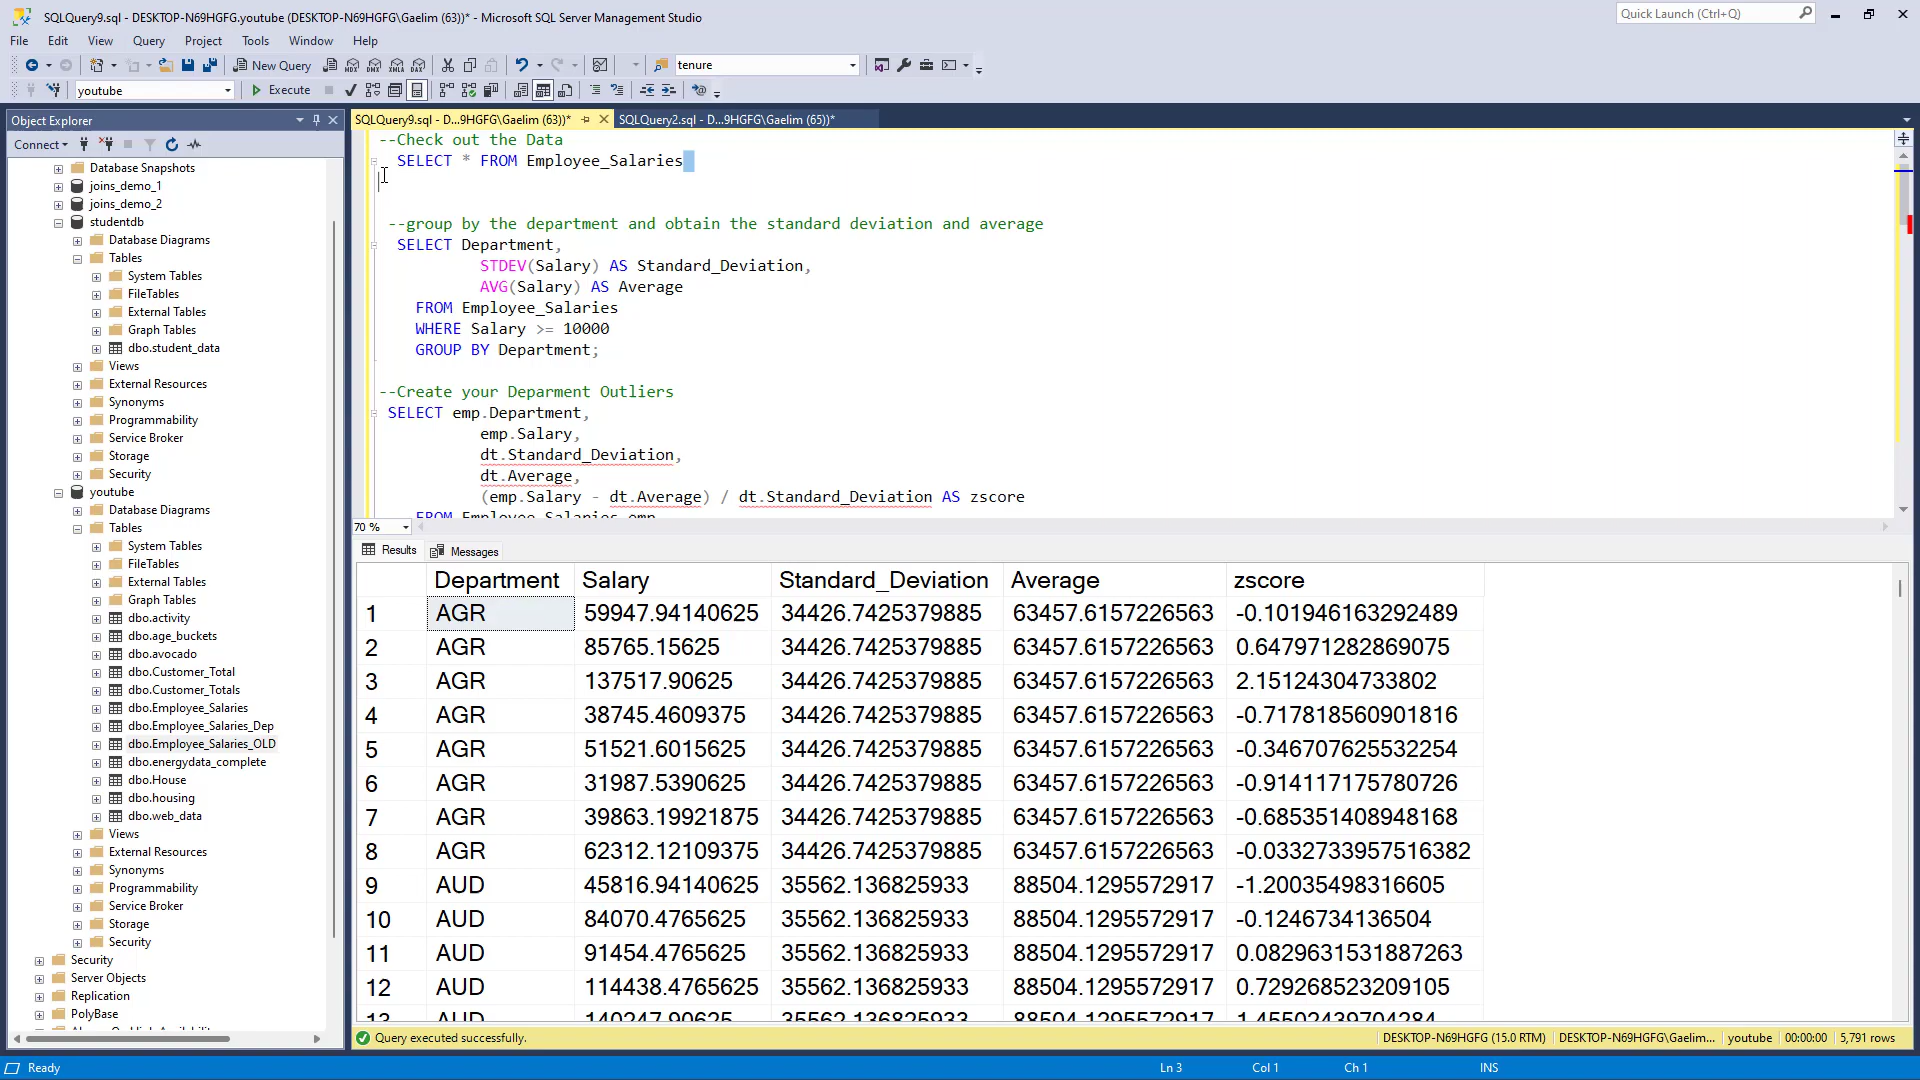 SQLQuery9.sql - DESKTOP-N69HGFG.youtube (DESKTOP-N69HGFG\Gaelim (63))* - Microsoft SQL Server Management Studio
Quick Launch (Ctrl+Q)
File Edit View Query Project Tools Window Help
New Query
tenure
youtube
Execute
Object Explorer
Connect
Database Snapshots
joins_demo_1
joins_demo_2
studentdb
Database Diagrams
Tables
System Tables
FileTables
External Tables
Graph Tables
dbo.student_data
Views
External Resources
Synonyms
Programmability
Service Broker
Storage
Security
youtube
Database Diagrams
Tables
System Tables
FileTables
External Tables
Graph Tables
dbo.activity
dbo.age_buckets
dbo.avocado
dbo.Customer_Total
dbo.Customer_Totals
dbo.Employee_Salaries
dbo.Employee_Salaries_Dep
dbo.Employee_Salaries_OLD
dbo.energydata_complete
dbo.House
dbo.housing
dbo.web_data
Views
External Resources
Synonyms
Programmability
Service Broker
Storage
Security
Security
Server Objects
Replication
PolyBase
SQLQuery9.sql - D...9HGFG\Gaelim (63))*
SQLQuery2.sql - D...9HGFG\Gaelim (65))*
--Check out the Data
SELECT * FROM Employee_Salaries
--group by the department and obtain the standard deviation and average
SELECT Department,
STDEV(Salary) AS Standard_Deviation,
AVG(Salary) AS Average
FROM Employee_Salaries
WHERE Salary >= 10000
GROUP BY Department;
--Create your Deparment Outliers
SELECT emp.Department,
emp.Salary,
dt.Standard_Deviation,
dt.Average,
(emp.Salary - dt.Average) / dt.Standard_Deviation AS zscore
FROM Employee_Salaries emp
70 %
Results Messages
Department Salary Standard_Deviation Average zscore
1 AGR 59947.94140625 34426.7425379885 63457.6157226563 -0.101946163292489
2 AGR 85765.15625 34426.7425379885 63457.6157226563 0.647971282869075
3 AGR 137517.90625 34426.7425379885 63457.6157226563 2.15124304733802
4 AGR 38745.4609375 34426.7425379885 63457.6157226563 -0.717818560901816
5 AGR 51521.6015625 34426.7425379885 63457.6157226563 -0.346707625532254
6 AGR 31987.5390625 34426.7425379885 63457.6157226563 -0.914117175780726
7 AGR 39863.19921875 34426.7425379885 63457.6157226563 -0.685351408948168
8 AGR 62312.12109375 34426.7425379885 63457.6157226563 -0.0332733957516382
9 AUD 45816.94140625 35562.136825933 88504.1295572917 -1.20035498316605
10 AUD 84070.4765625 35562.136825933 88504.1295572917 -0.1246734136504
11 AUD 91454.4765625 35562.136825933 88504.1295572917 0.0829631531887263
12 AUD 114438.4765625 35562.136825933 88504.1295572917 0.729268523209105
13 AUD 140247.90625 35562.136825933 88504.1295572917 1.45502439704284
Query executed successfully.
DESKTOP-N69HGFG (15.0 RTM) DESKTOP-N69HGFG\Gaelim... youtube 00:00:00 5,791 rows
Ready
Ln 3 Col 1 Ch 1 INS